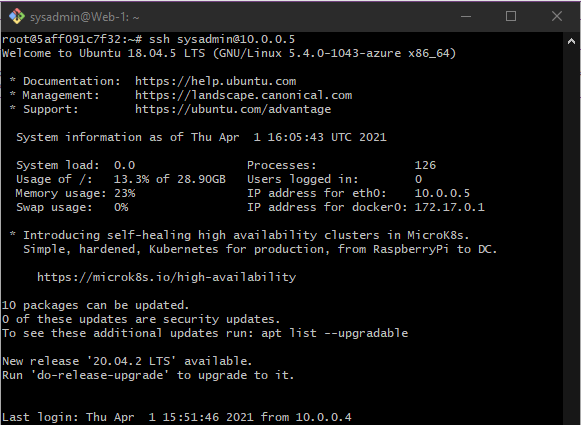 sysadmin@Web-1: ~
root@5aff091c7f32:~# ssh sysadmin@10.0.0.5
Welcome to Ubuntu 18.04.5 LTS (GNU/Linux 5.4.0-1043-azure x86_64)
* Documentation:  https://help.ubuntu.com
* Management:     https://landscape.canonical.com
* Support:        https://ubuntu.com/advantage
System information as of Thu Apr  1 16:05:43 UTC 2021
System load:  0.0                Processes:              126
Usage of /:   13.3% of 28.90GB   Users logged in:        0
Memory usage: 23%                IP address for eth0:    10.0.0.5
Swap usage:   0%                 IP address for docker0: 172.17.0.1
* Introducing self-healing high availability clusters in MicroK8s.
Simple, hardened, Kubernetes for production, from RaspberryPi to DC.
https://microk8s.io/high-availability
10 packages can be updated.
0 of these updates are security updates.
To see these additional updates run: apt list --upgradable
New release '20.04.2 LTS' available.
Run 'do-release-upgrade' to upgrade to it.
Last login: Thu Apr  1 15:51:46 2021 from 10.0.0.4